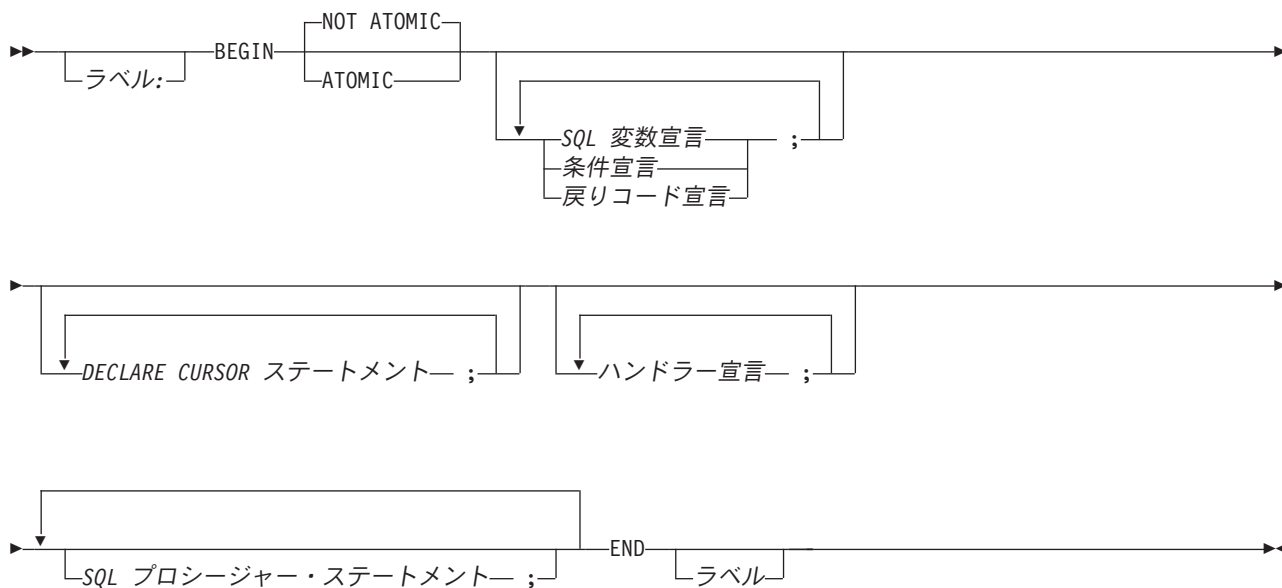 NOT ATOMIC
ラベル: BEGIN
ATOMIC
SQL 変数宣言 ;
条件宣言
戻りコード宣言
DECLARE CURSOR ステートメント ; ハンドラー宣言 ;
END
SQL プロシージャー・ステートメント ; ラベル